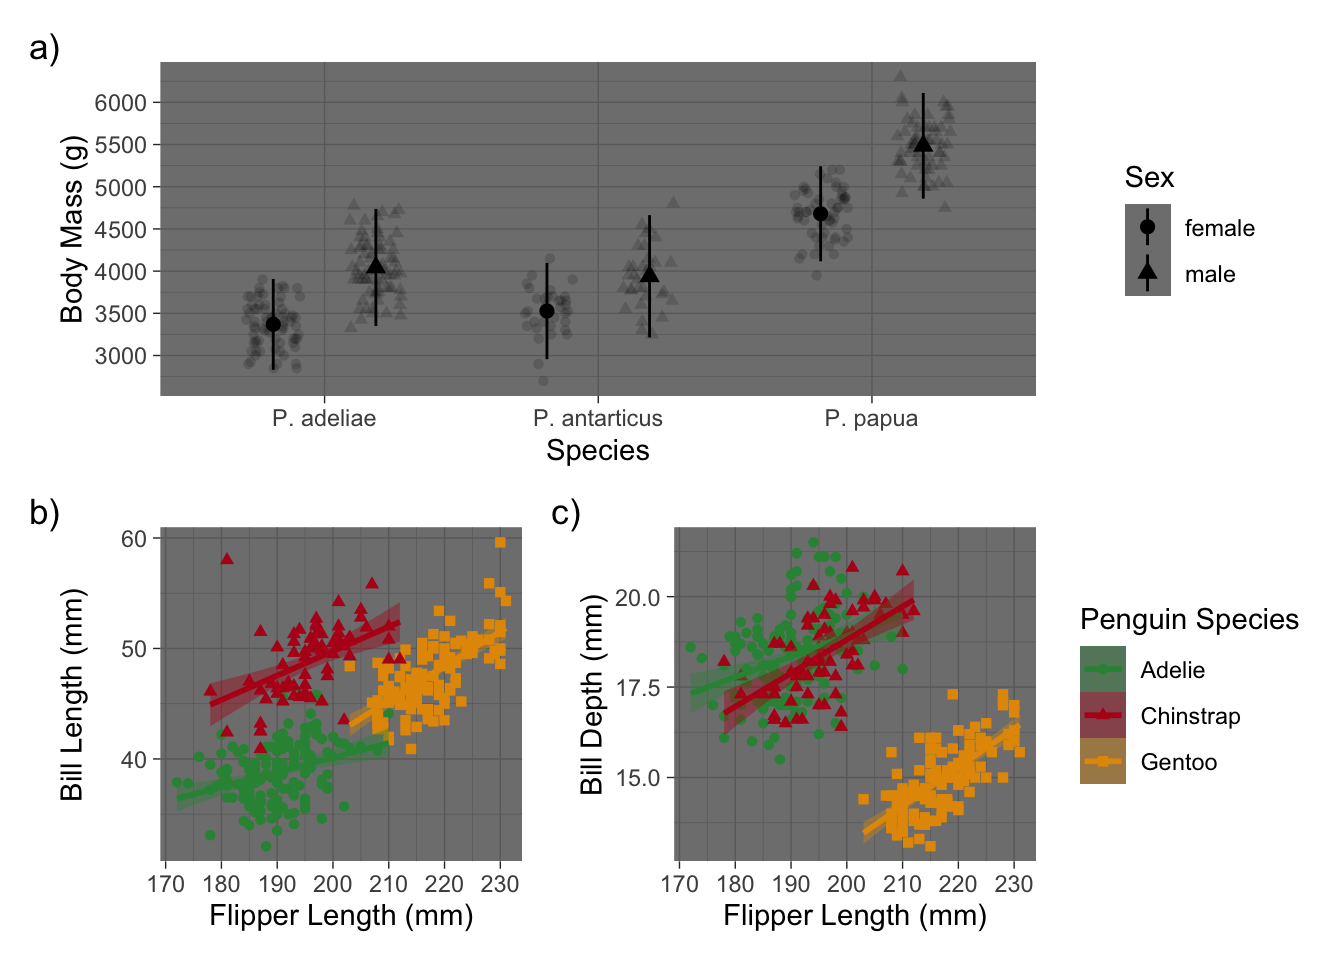 a)
Body Mass (g)
6000
5500
5000
4500
4000
3500
3000
P. adeliae
P. antarticus
P. papua
Species
Sex
female
male
b)
Bill Length (mm)
60
50
40
170 180 190 200 210 220 230
Flipper Length (mm)
c)
Bill Depth (mm)
20.0
17.5
15.0
170 180 190 200 210 220 230
Flipper Length (mm)
Penguin Species
Adelie
Chinstrap
Gentoo